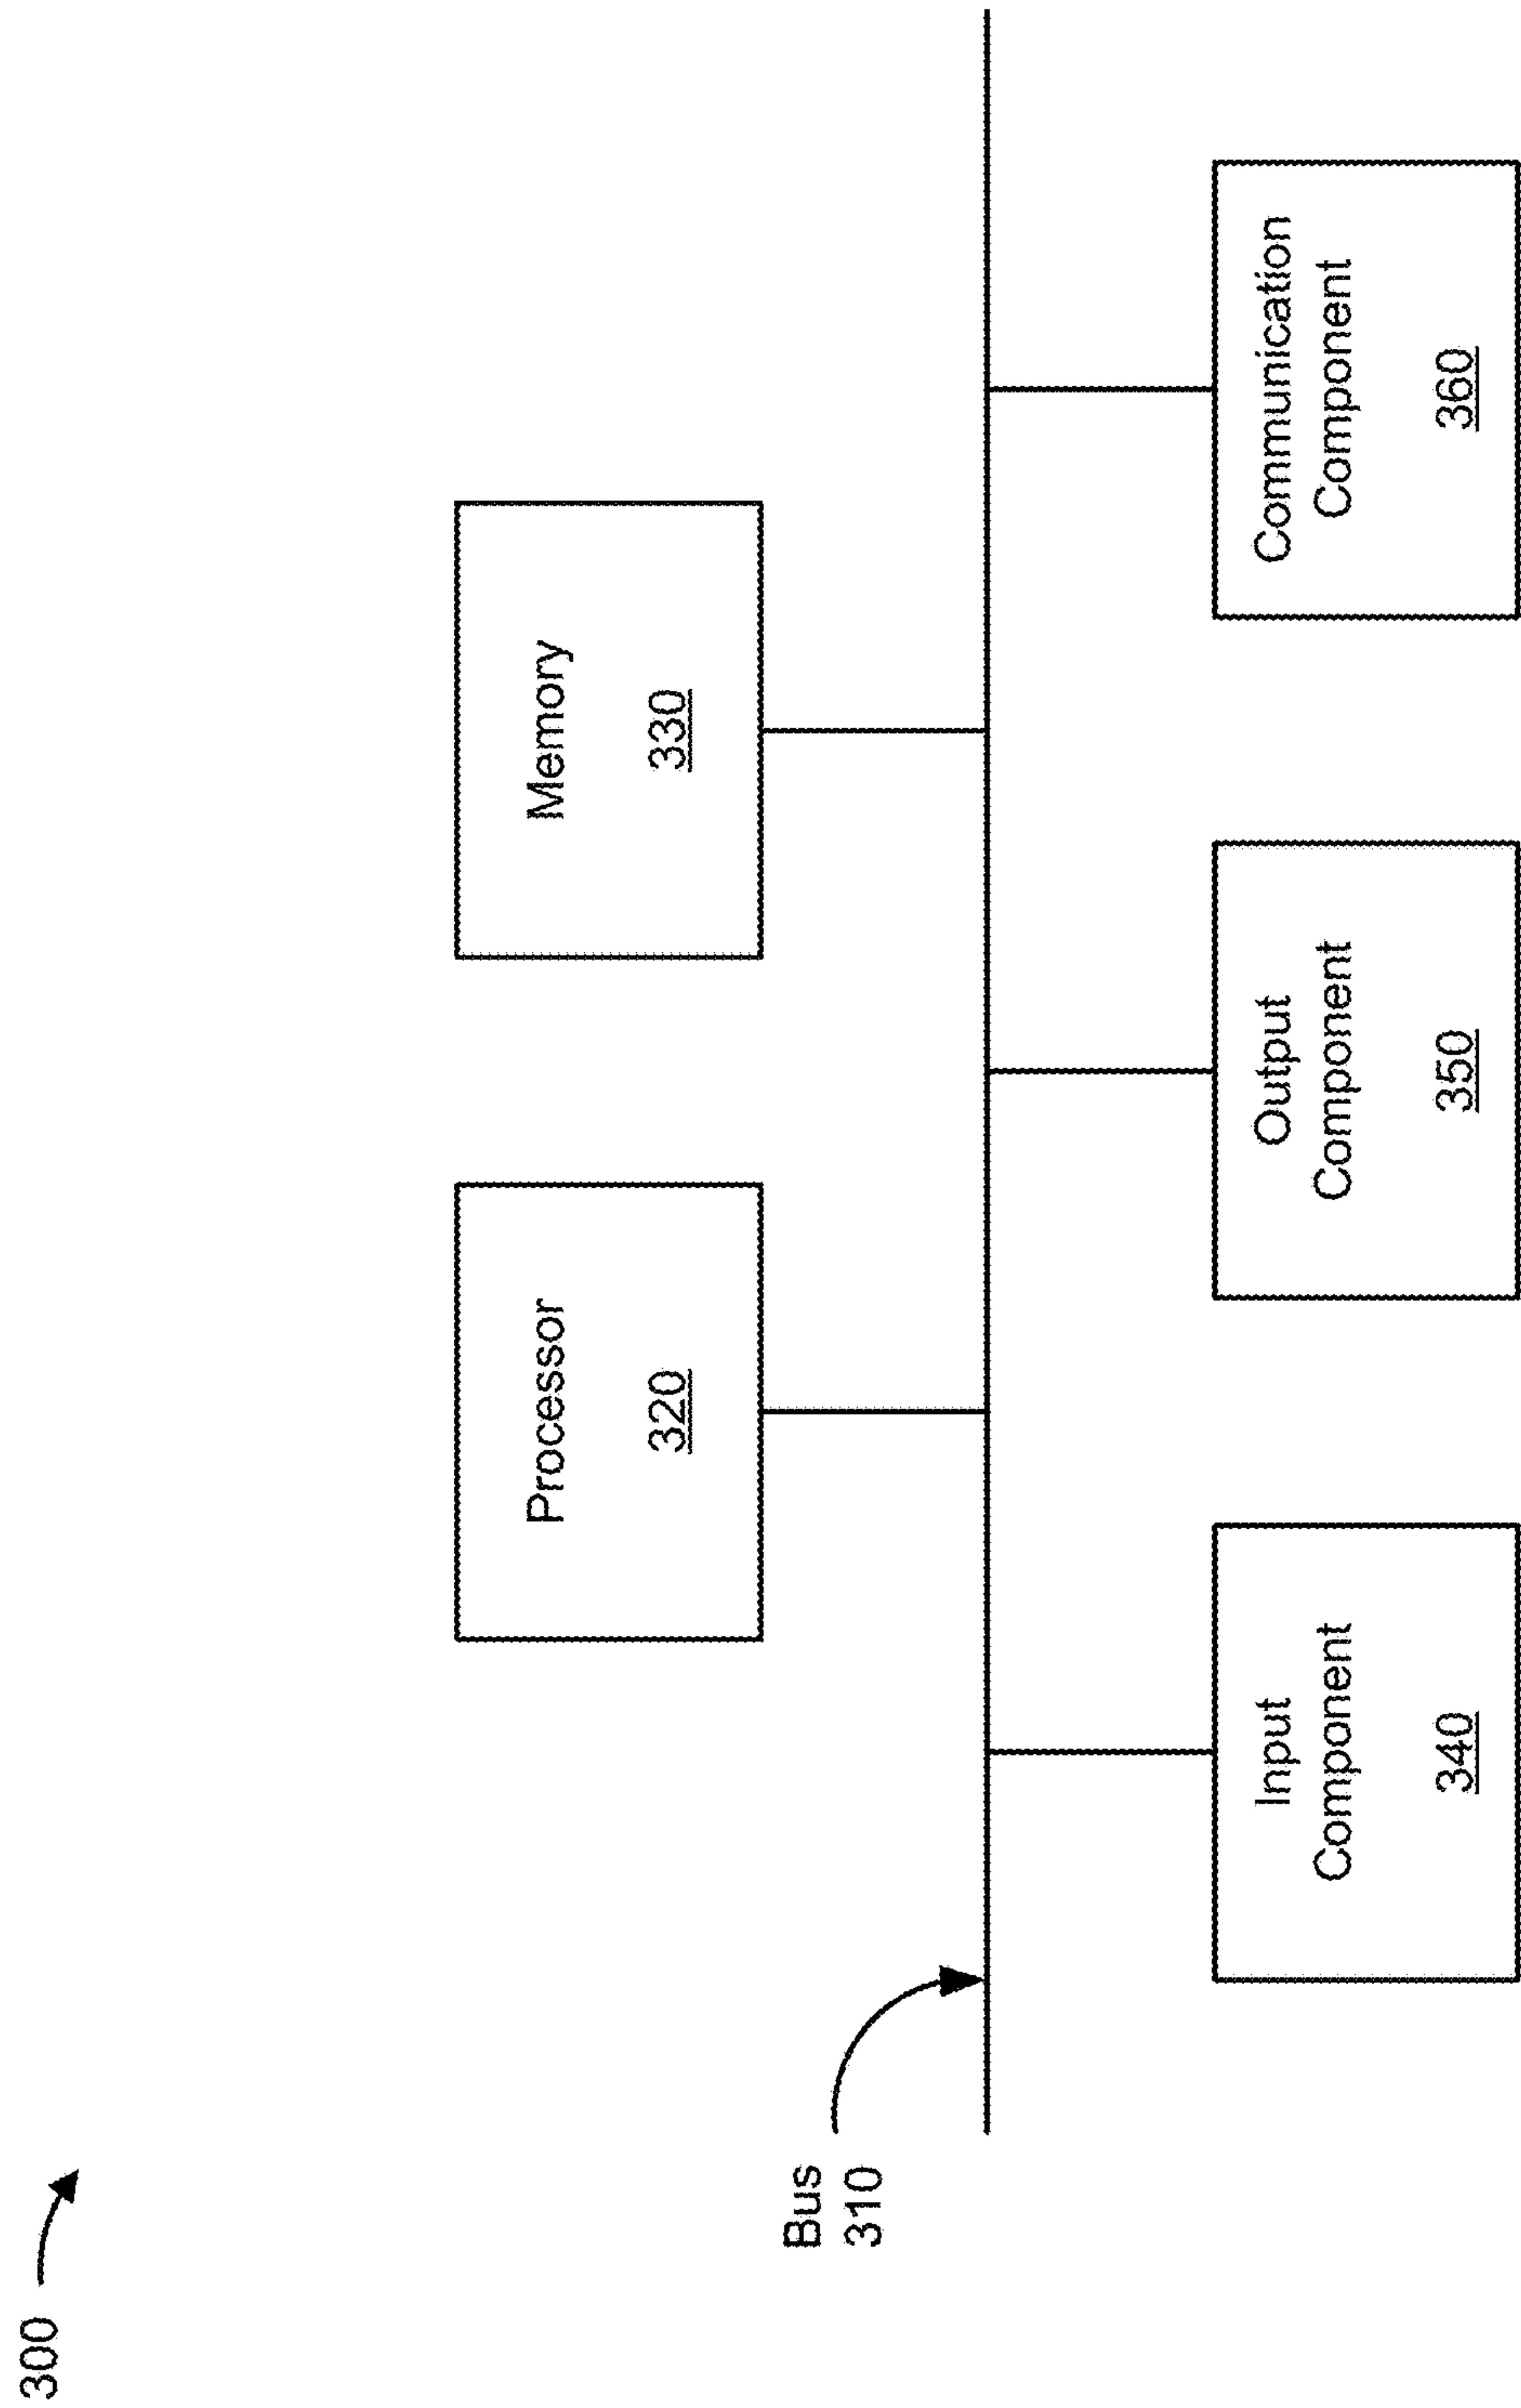 300
Bus
310
Processor
320
Memory
330
Input
Component
340
Output
Component
350
Communication
Component
360